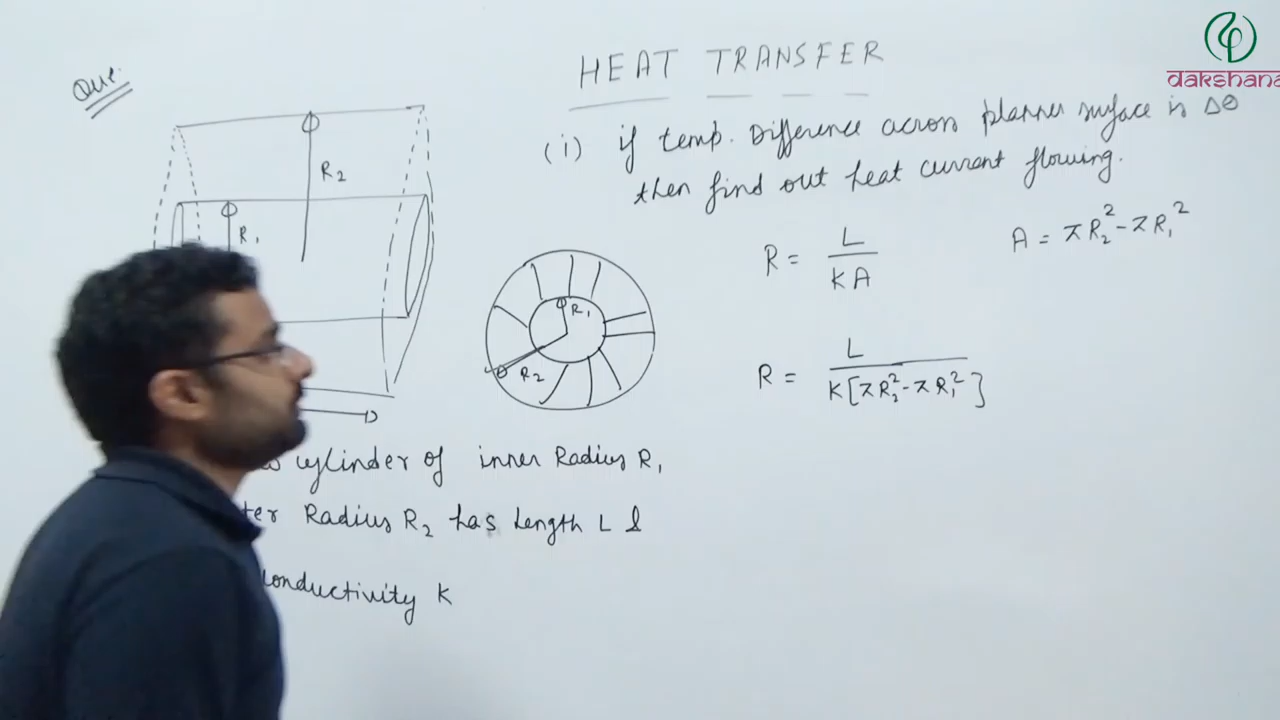 Que.
HEAT TRANSFER
dakshana
(i) if temp. Difference across planner surface is Δθ
then find out heat current flowing.
R = L / KA
A = πR₂² - πR₁²
R = L / K[πR₂² - πR₁²]
R₂
R₁
R₁
R₂
cylinder of inner Radius R₁
Radius R₂ has length L &
conductivity K